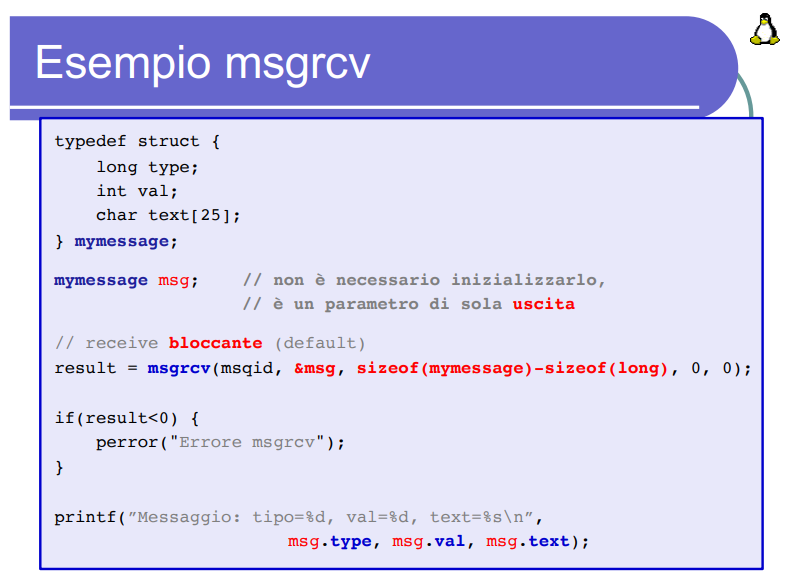 Esempio msgrcv
typedef struct {
long type;
int val;
char text[25];
} mymessage;
mymessage msg; // non è necessario inizializzarlo,
// è un parametro di sola uscita
// receive bloccante (default)
result = msgrcv(msqid, &msg, sizeof(mymessage)-sizeof(long), 0, 0);
if(result<0) {
perror("Errore msgrcv");
}
printf(”Messaggio: tipo=%d, val=%d, text=%s\n”,
msg.type, msg.val, msg.text);